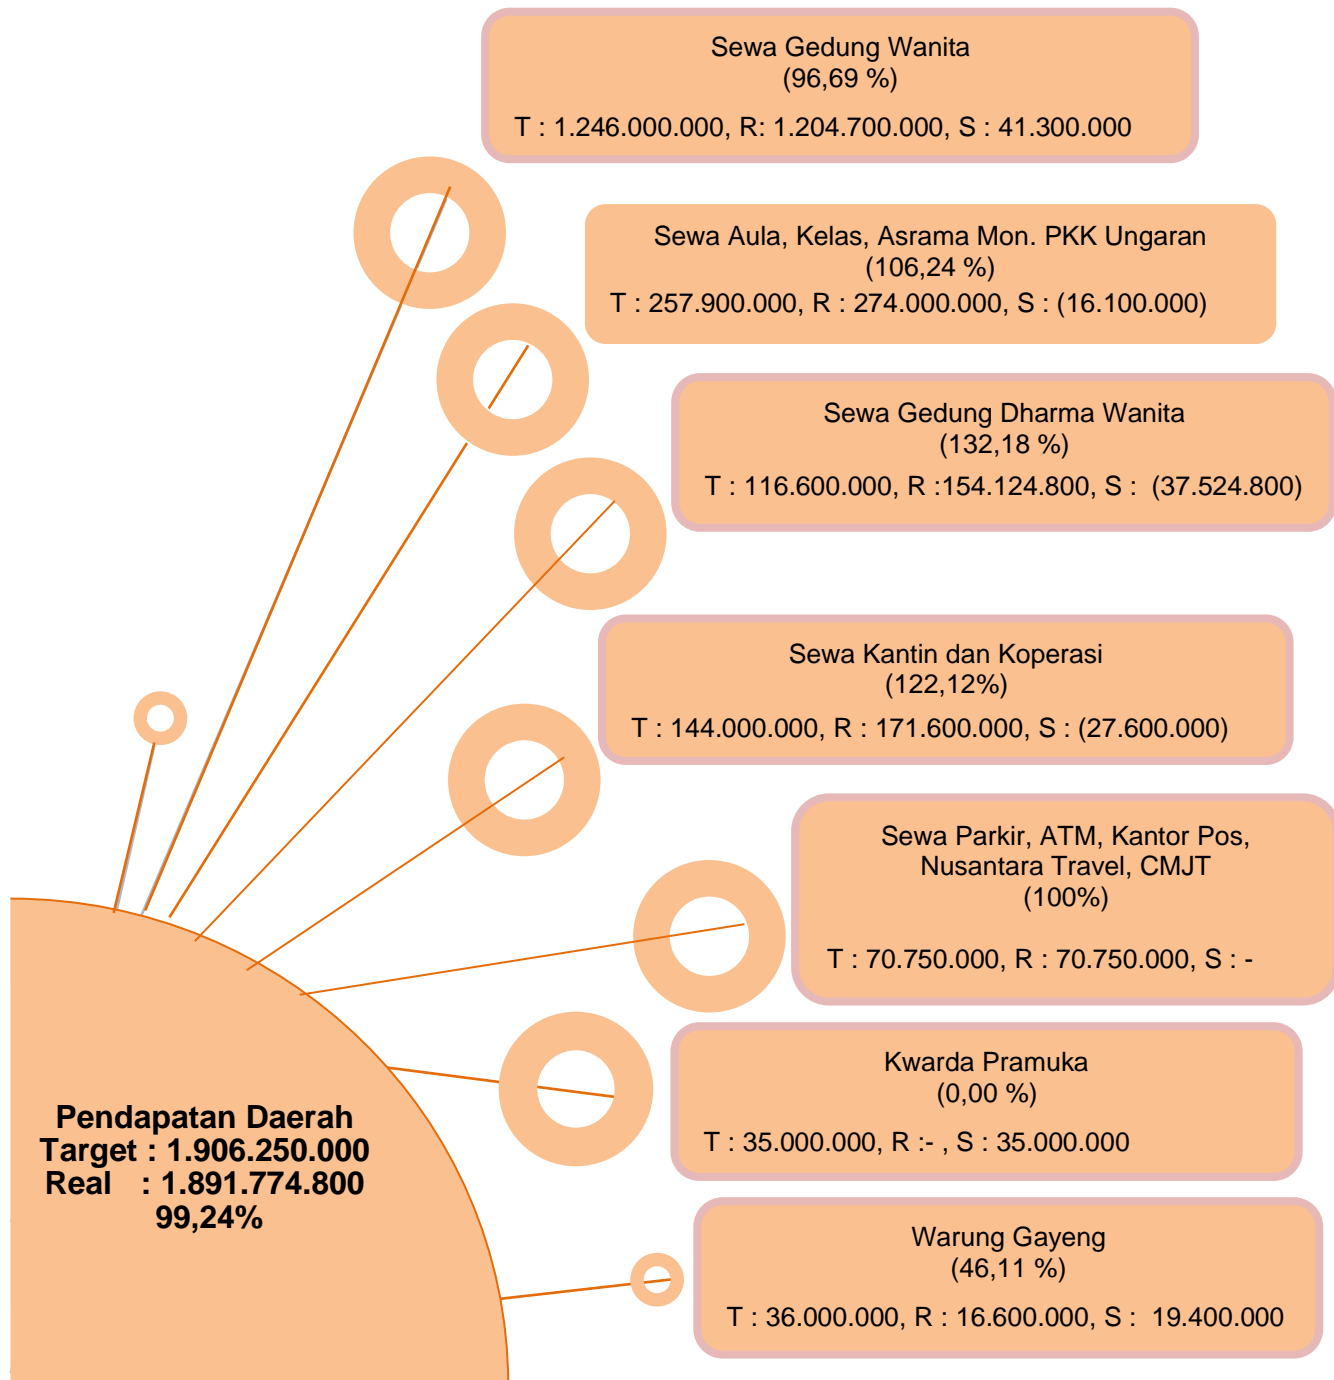 Sewa Gedung Wanita
(96,69 %)
T : 1.246.000.000, R: 1.204.700.000, S : 41.300.000
Sewa Aula, Kelas, Asrama Mon. PKK Ungaran
(106,24 %)
T : 257.900.000, R : 274.000.000, S : (16.100.000)
Sewa Gedung Dharma Wanita
(132,18 %)
T : 116.600.000, R :154.124.800, S :  (37.524.800)
Sewa Kantin dan Koperasi
(122,12%)
T : 144.000.000, R : 171.600.000, S : (27.600.000)
Sewa Parkir, ATM, Kantor Pos,
Nusantara Travel, CMJT
(100%)
T : 70.750.000, R : 70.750.000, S : -
Kwarda Pramuka
(0,00 %)
T : 35.000.000, R :- , S : 35.000.000
Warung Gayeng
(46,11 %)
T : 36.000.000, R : 16.600.000, S :  19.400.000
Pendapatan Daerah
Target : 1.906.250.000
Real   : 1.891.774.800
99,24%